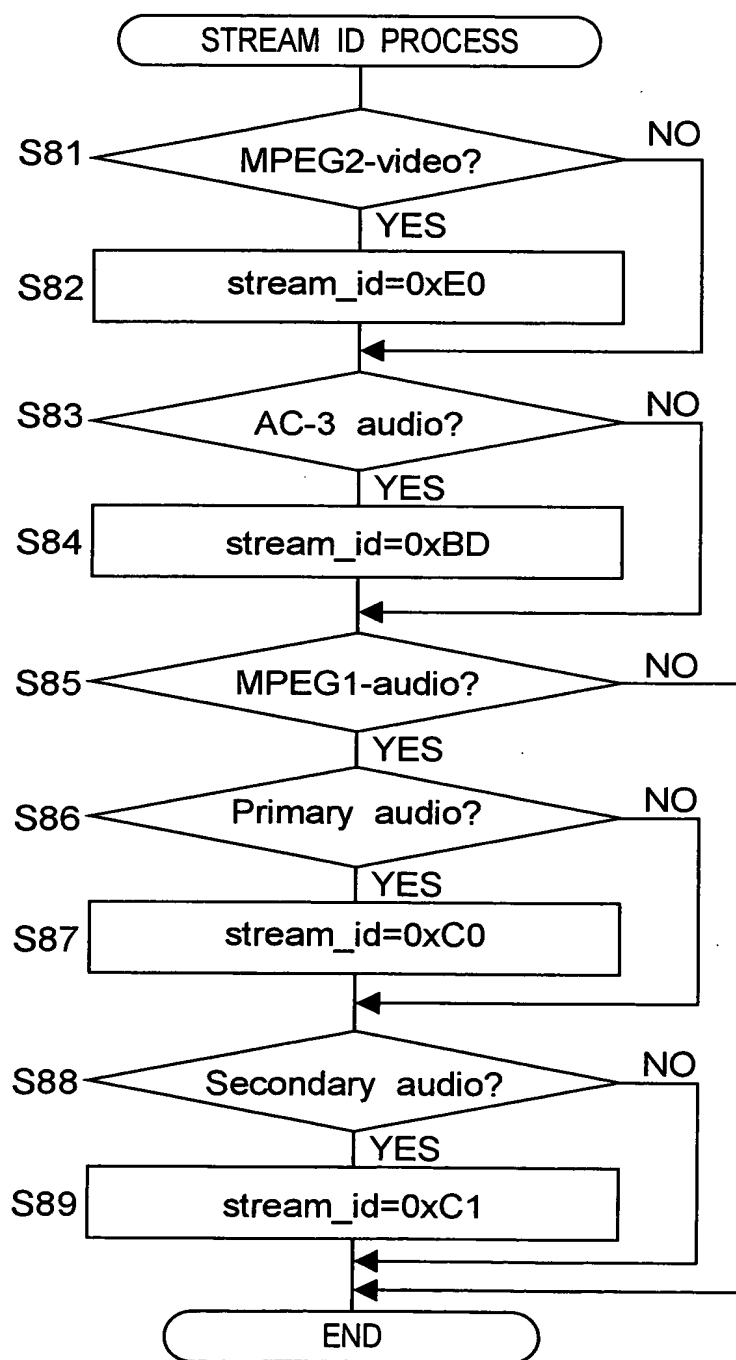 STREAM ID PROCESS
S81
MPEG2-video?
NO
YES
S82
stream_id=0xE0
S83
AC-3 audio?
NO
YES
S84
stream_id=0xBD
S85
MPEG1-audio?
NO
YES
S86
Primary audio?
NO
YES
S87
stream_id=0xC0
S88
Secondary audio?
NO
YES
S89
stream_id=0xC1
END